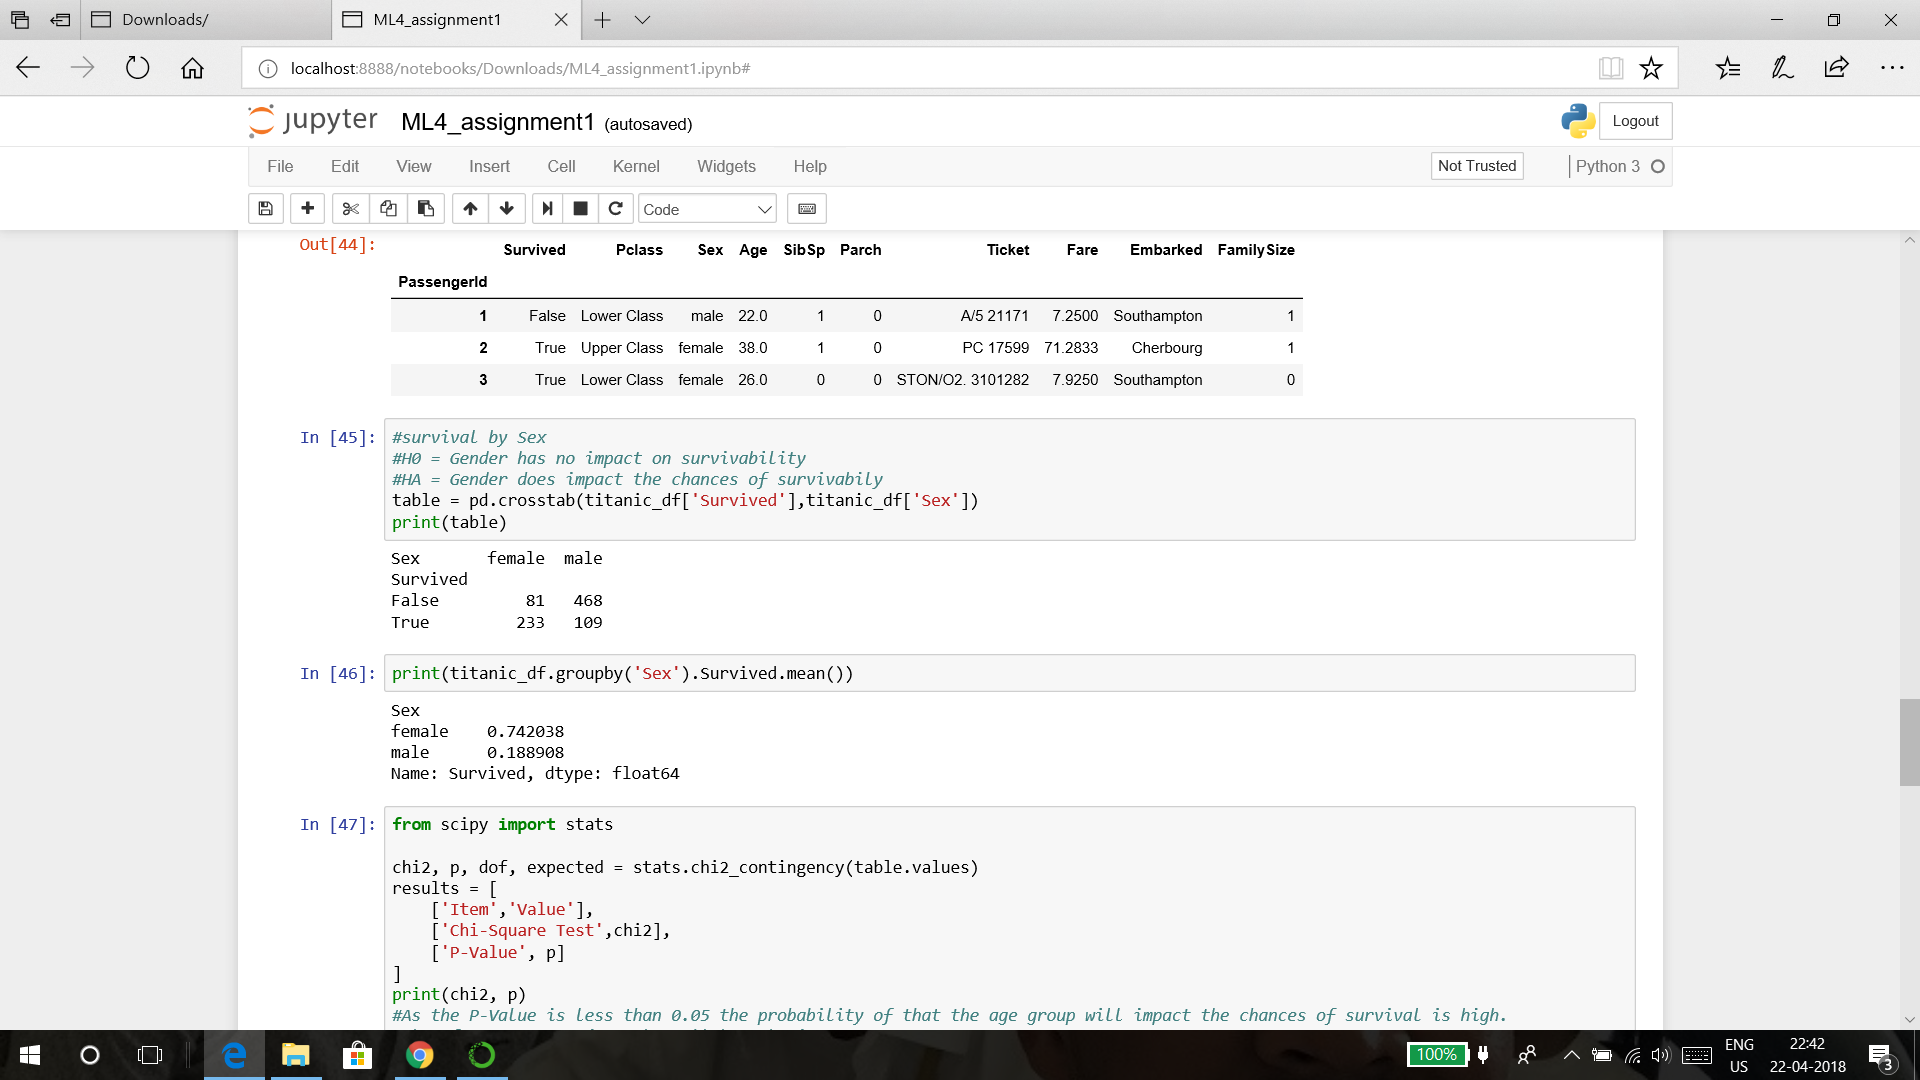 Downloads/ ML4_assignment1
localhost:8888/notebooks/Downloads/ML4_assignment1.ipynb#
jupyter ML4_assignment1 (autosaved) Logout
File Edit View Insert Cell Kernel Widgets Help Not Trusted Python 3
Code
Out[44]:
Survived Pclass Sex Age SibSp Parch Ticket Fare Embarked FamilySize
PassengerId
1 False Lower Class male 22.0 1 0 A/5 21171 7.2500 Southampton 1
2 True Upper Class female 38.0 1 0 PC 17599 71.2833 Cherbourg 1
3 True Lower Class female 26.0 0 0 STON/O2. 3101282 7.9250 Southampton 0
In [45]: #survival by Sex
#H0 = Gender has no impact on survivability
#HA = Gender does impact the chances of survivabily
table = pd.crosstab(titanic_df['Survived'],titanic_df['Sex'])
print(table)
Sex female male
Survived
False 81 468
True 233 109
In [46]: print(titanic_df.groupby('Sex').Survived.mean())
Sex
female 0.742038
male 0.188908
Name: Survived, dtype: float64
In [47]: from scipy import stats
chi2, p, dof, expected = stats.chi2_contingency(table.values)
results = [
['Item','Value'],
['Chi-Square Test',chi2],
['P-Value', p]
]
print(chi2, p)
#As the P-Value is less than 0.05 the probability of that the age group will impact the chances of survival is high.
100% ENG 22:42
US 22-04-2018 3